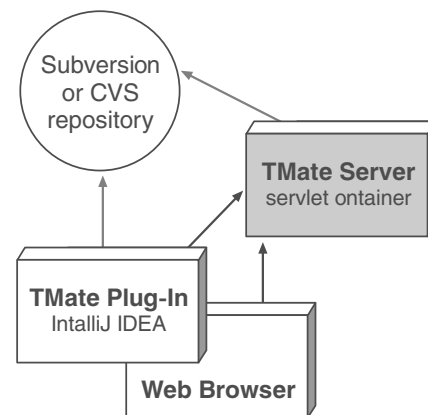 Subversion
or CVS
repository
TMate Server
servlet ontainer
TMate Plug-In
IntalliJ IDEA
Web Browser